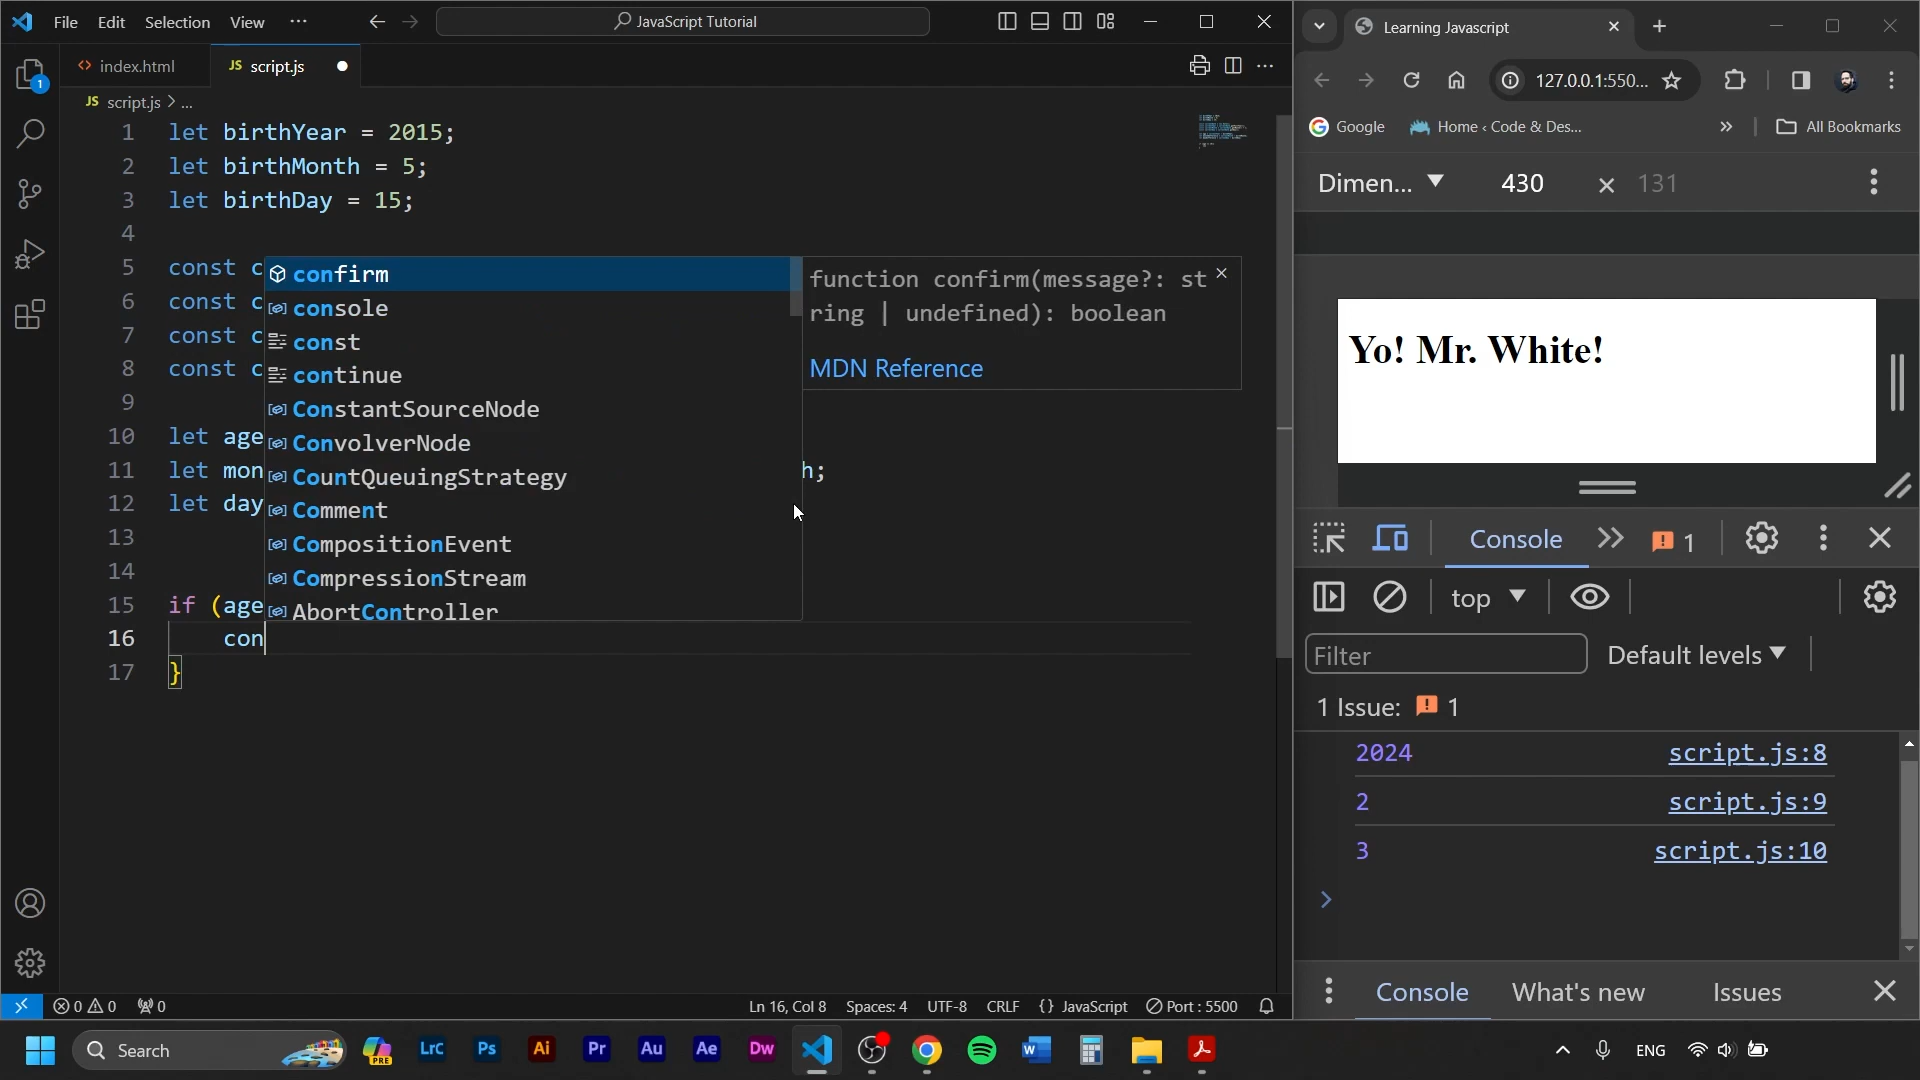 File Edit Selection View ··· JavaScript Tutorial
index.html JS script.js
JS script.js > ...
1 let birthYear = 2015;
2 let birthMonth = 5;
3 let birthDay = 15;
4
5 const c
6 const c
7 const c
8 const c
9
10 let age
11 let mon h;
12 let day
13
14
15 if (age
16 con
17 }
confirm
console
const
continue
ConstantSourceNode
ConvolverNode
CountQueuingStrategy
Comment
CompositionEvent
CompressionStream
AbortController
function confirm(message?: st
ring | undefined): boolean
MDN Reference
1
0 0 0 Ln 16, Col 8 Spaces: 4 UTF-8 CRLF {} JavaScript Port : 5500
Learning Javascript
127.0.0.1:550...
Google Home ‹ Code & Des... » All Bookmarks
Dimen... 430 × 131
Yo! Mr. White!
Console 1
top
Filter Default levels
1 Issue: 1
2024 script.js:8
2 script.js:9
3 script.js:10
>
Console What's new Issues
Search PRE LrC Ps Ai Pr Au Ae Dw W ENG